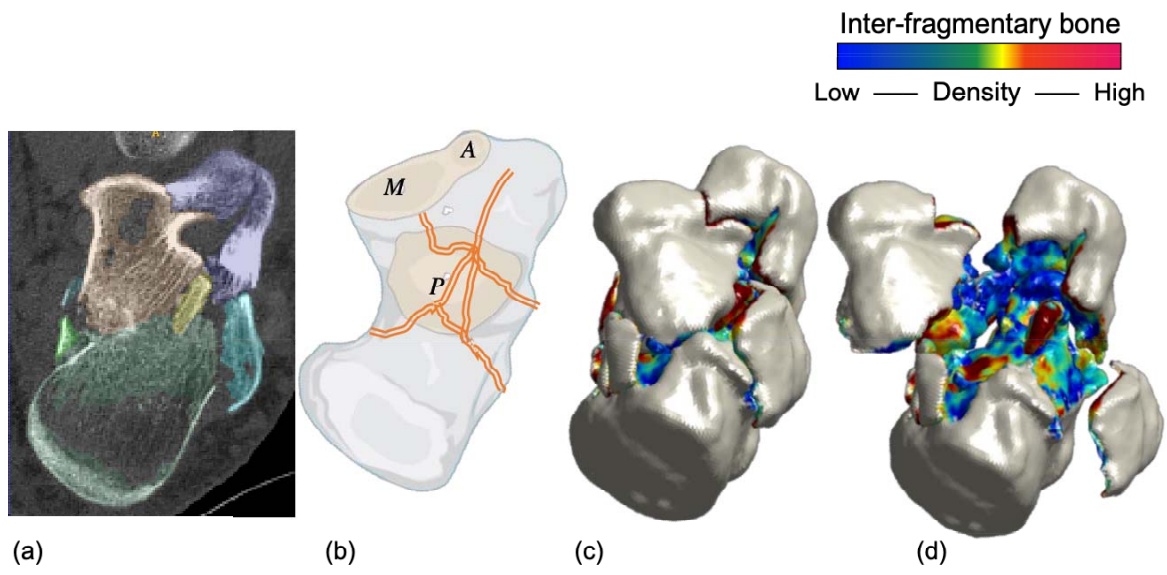 Inter-fragmentary bone
Low — Density — High
A
A
M
P
(a)
(b)
(c)
(d)